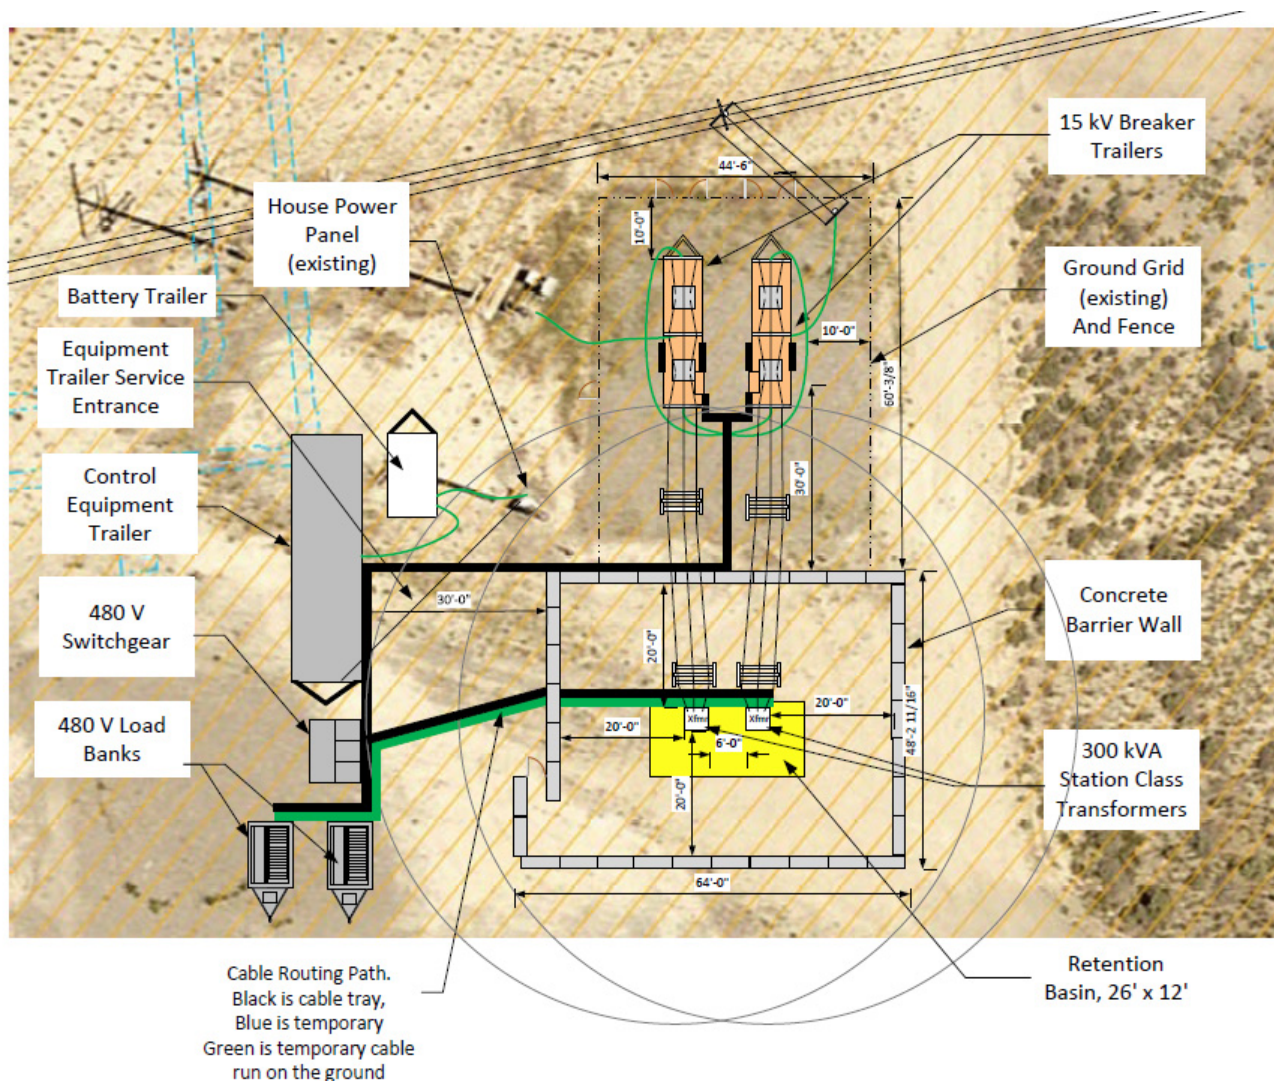 15 kV Breaker
Trailers
44'-6"
House Power
Panel
(existing)
10'-0"
Ground Grid
(existing)
And Fence
Battery Trailer
Equipment
Trailer Service
Entrance
10'-0"
60'-3/8"
Control
Equipment
Trailer
30'-0"
480 V
Switchgear
30'-0"
Concrete
Barrier Wall
20'-0"
480 V Load
Banks
20'-0"
Xfmr
Xfmr
20'-0"
48'-2 11/16"
6'-0"
20'-0"
300 kVA
Station Class
Transformers
64'-0"
Cable Routing Path.
Black is cable tray,
Blue is temporary
Green is temporary cable
run on the ground
Retention
Basin, 26' x 12'